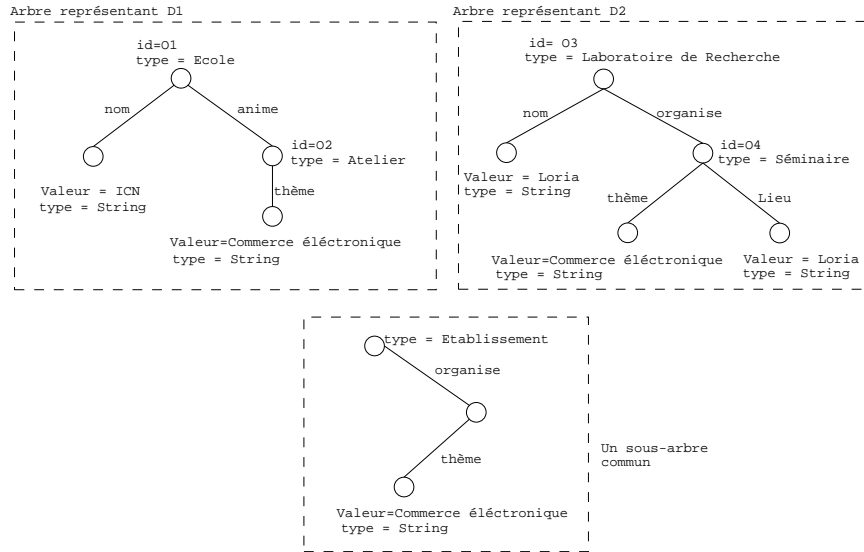 Arbre représentant D1
id=O1
type = Ecole
nom
anime
id=O2
type = Atelier
Valeur = ICN
type = String
thème
Valeur=Commerce éléctronique
type = String
Arbre représentant D2
id= O3
type = Laboratoire de Recherche
nom
organise
id=O4
type = Séminaire
Valeur = Loria
type = String
thème
Lieu
Valeur=Commerce éléctronique
type = String
Valeur = Loria
type = String
type = Etablissement
organise
thème
Valeur=Commerce éléctronique
type = String
Un sous-arbre
commun